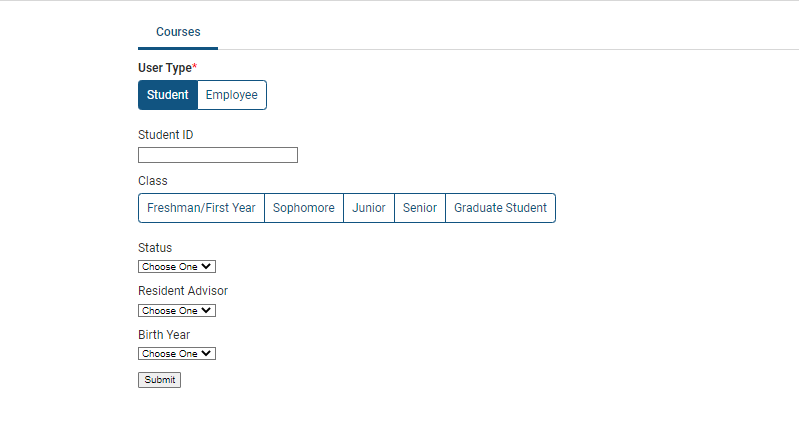 Courses
User Type*
Student Employee
Student ID
Class
Freshman/First Year Sophomore Junior Senior Graduate Student
Status
Choose One
Resident Advisor
Choose One
Birth Year
Choose One
Submit